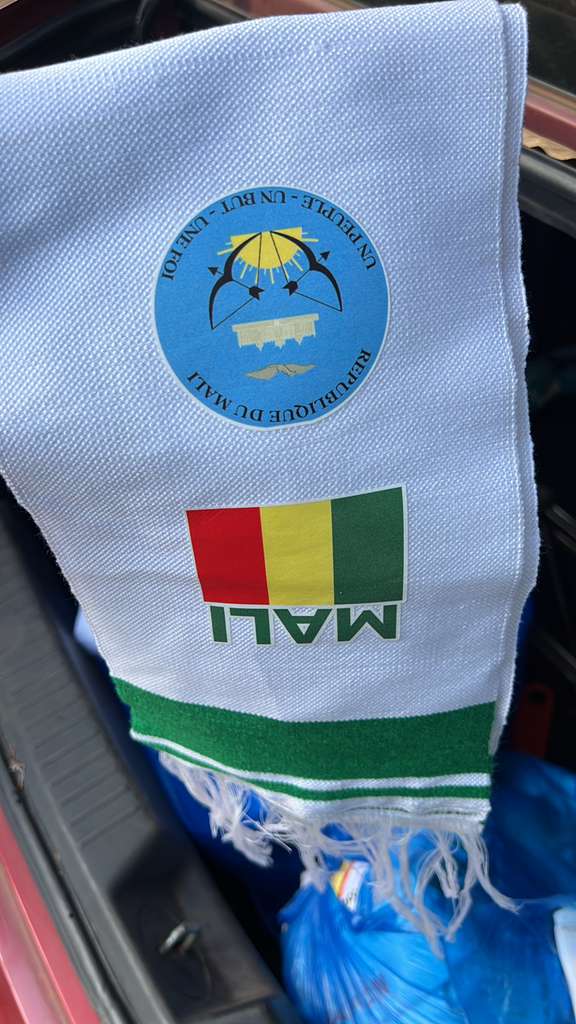 REPUBLIQUE DU MALI
UN PEUPLE - UN BUT - UNE FOI
MALI